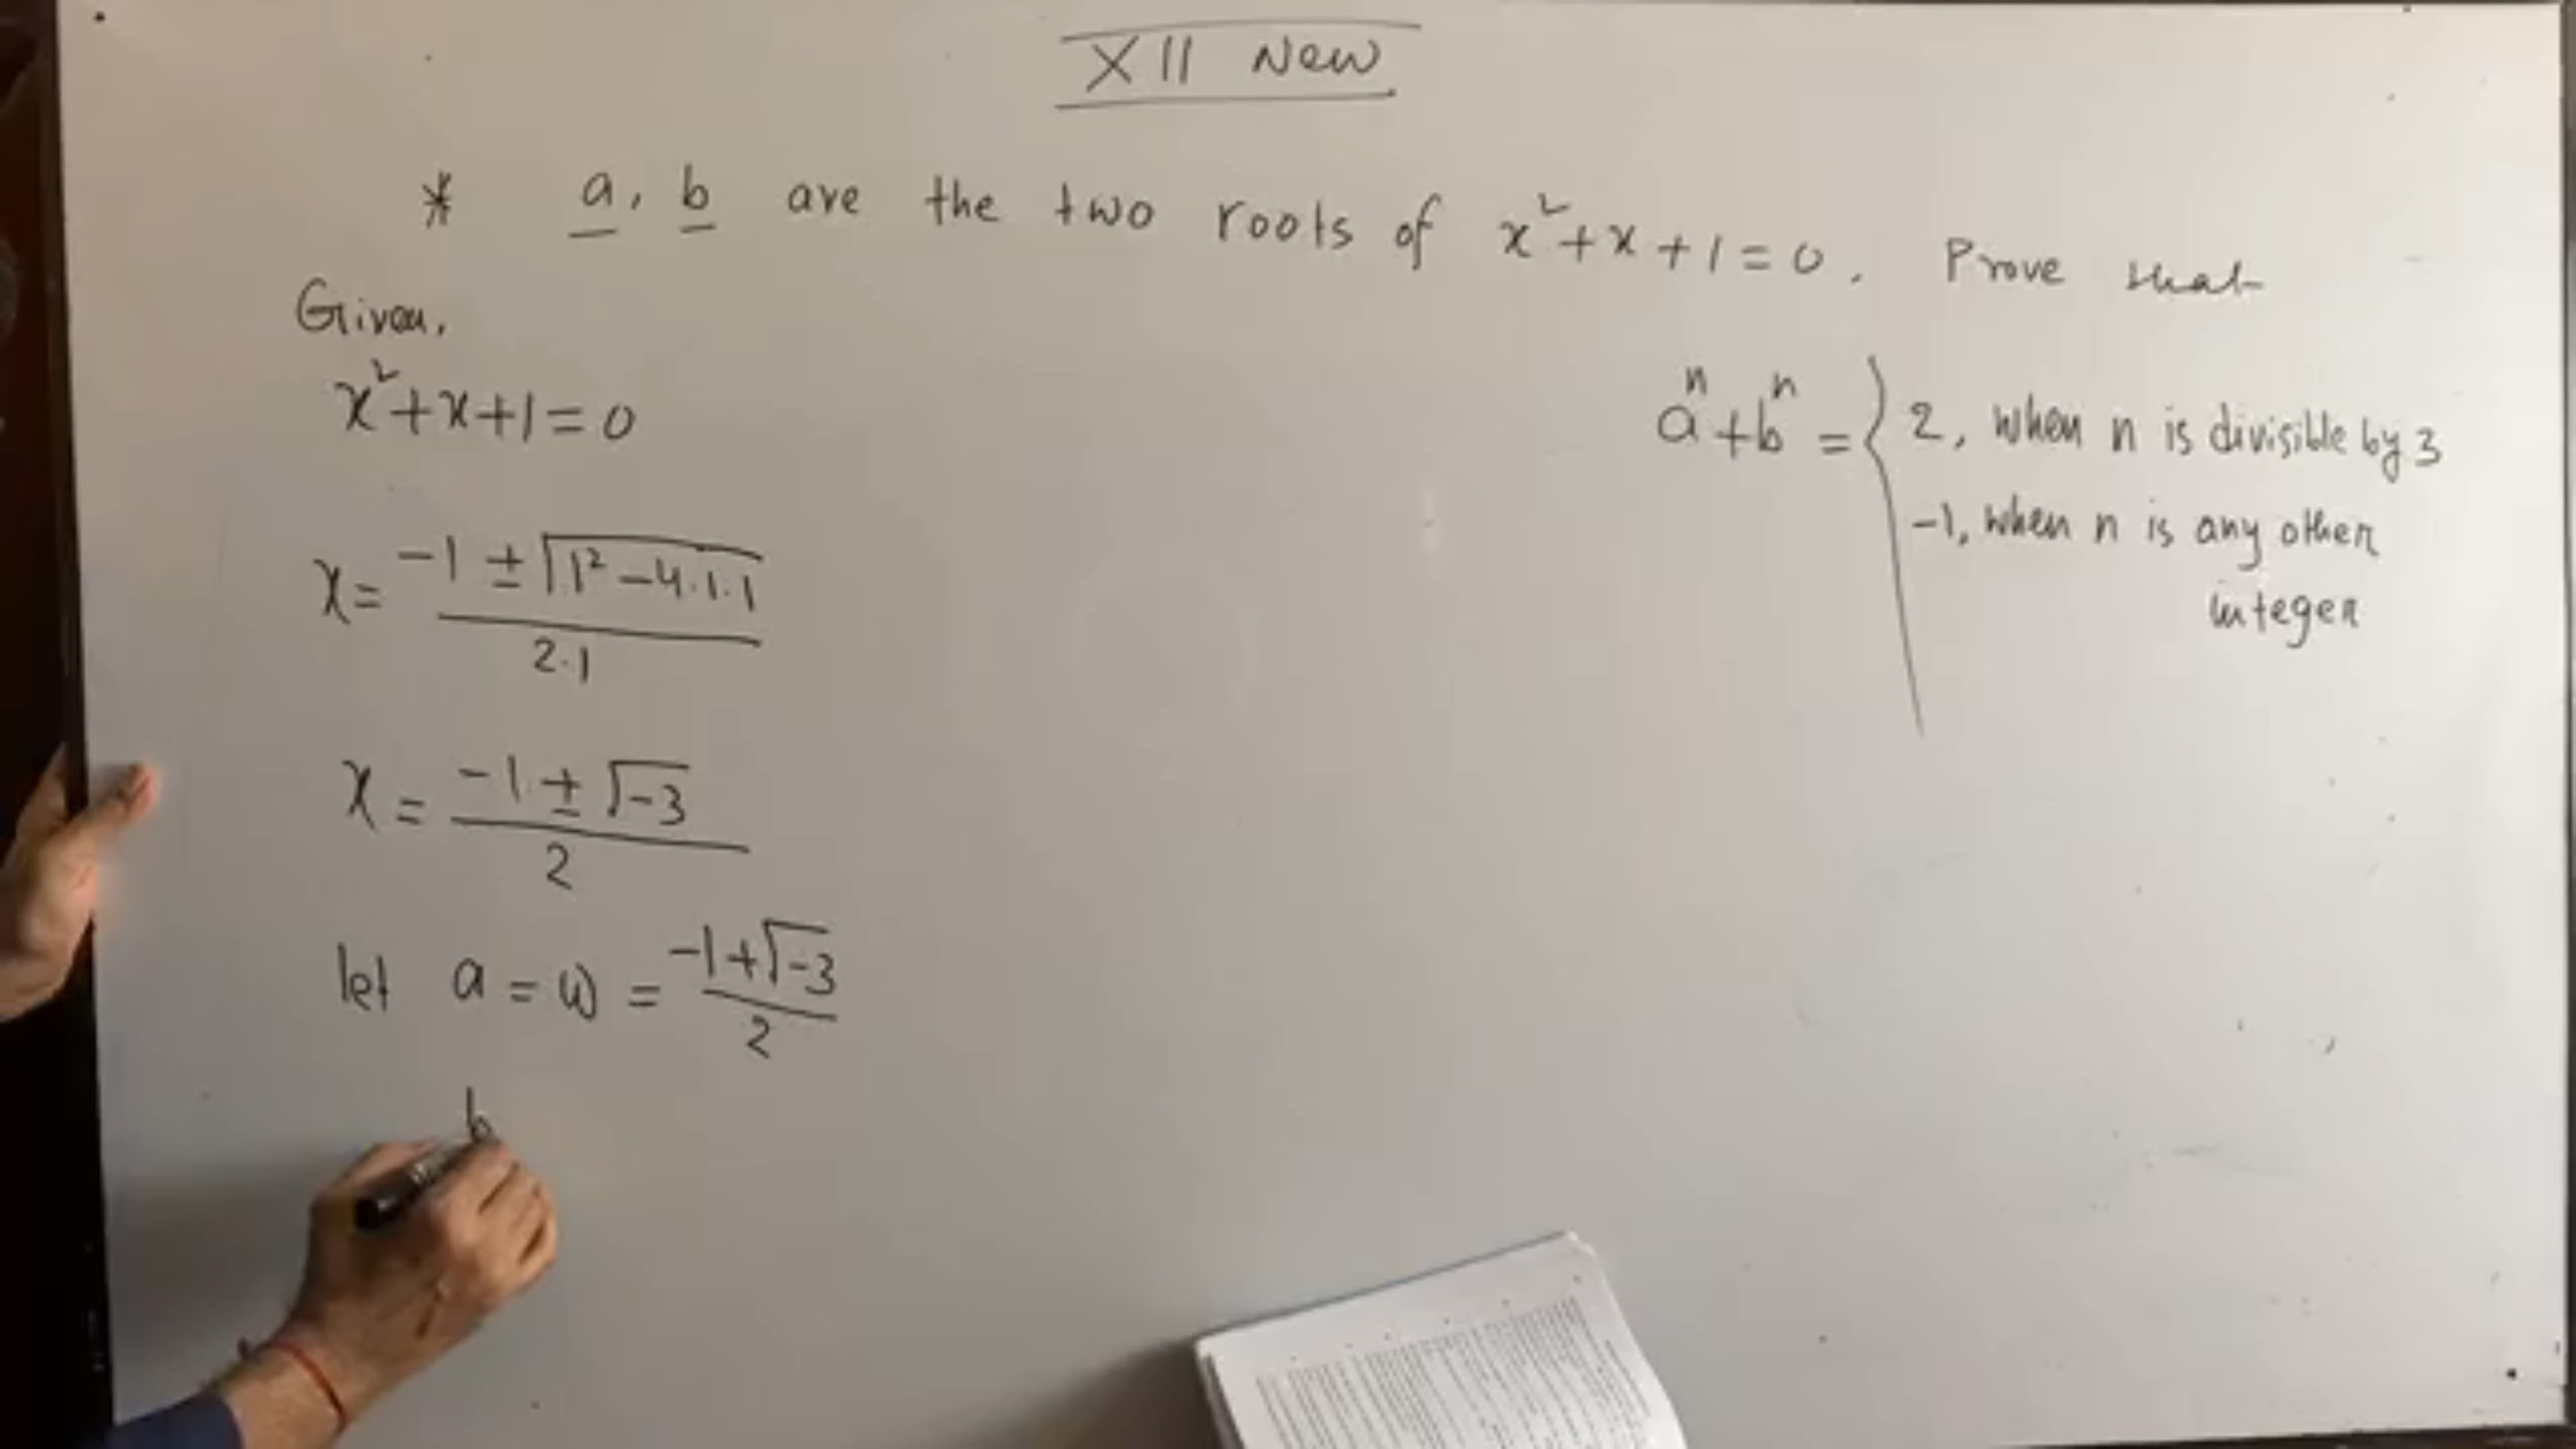 XII New
* a, b are the two roots of x²+x+1=0. Prove that
Given,
x²+x+1=0
x= -1 ± √1² -4.1.1 / 2.1
x = -1 ± √-3 / 2
let a = ω = -1+√-3 / 2
b
aⁿ+bⁿ = { 2, when n is divisible by 3
-1, when n is any other
integer